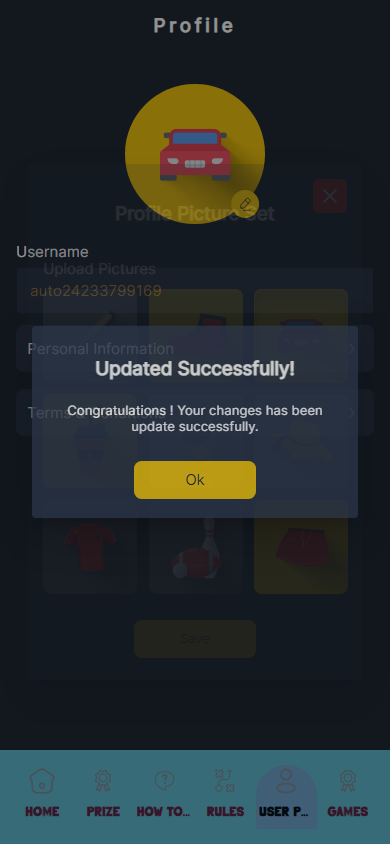 Profile
Profile Picture Set
Username
Upload Pictures
auto24233799169
Personal Information
Updated Successfully!
Congratulations ! Your changes has been
update successfully.
Ok
Save
HOME PRIZE HOW TO... RULES USER P... GAMES